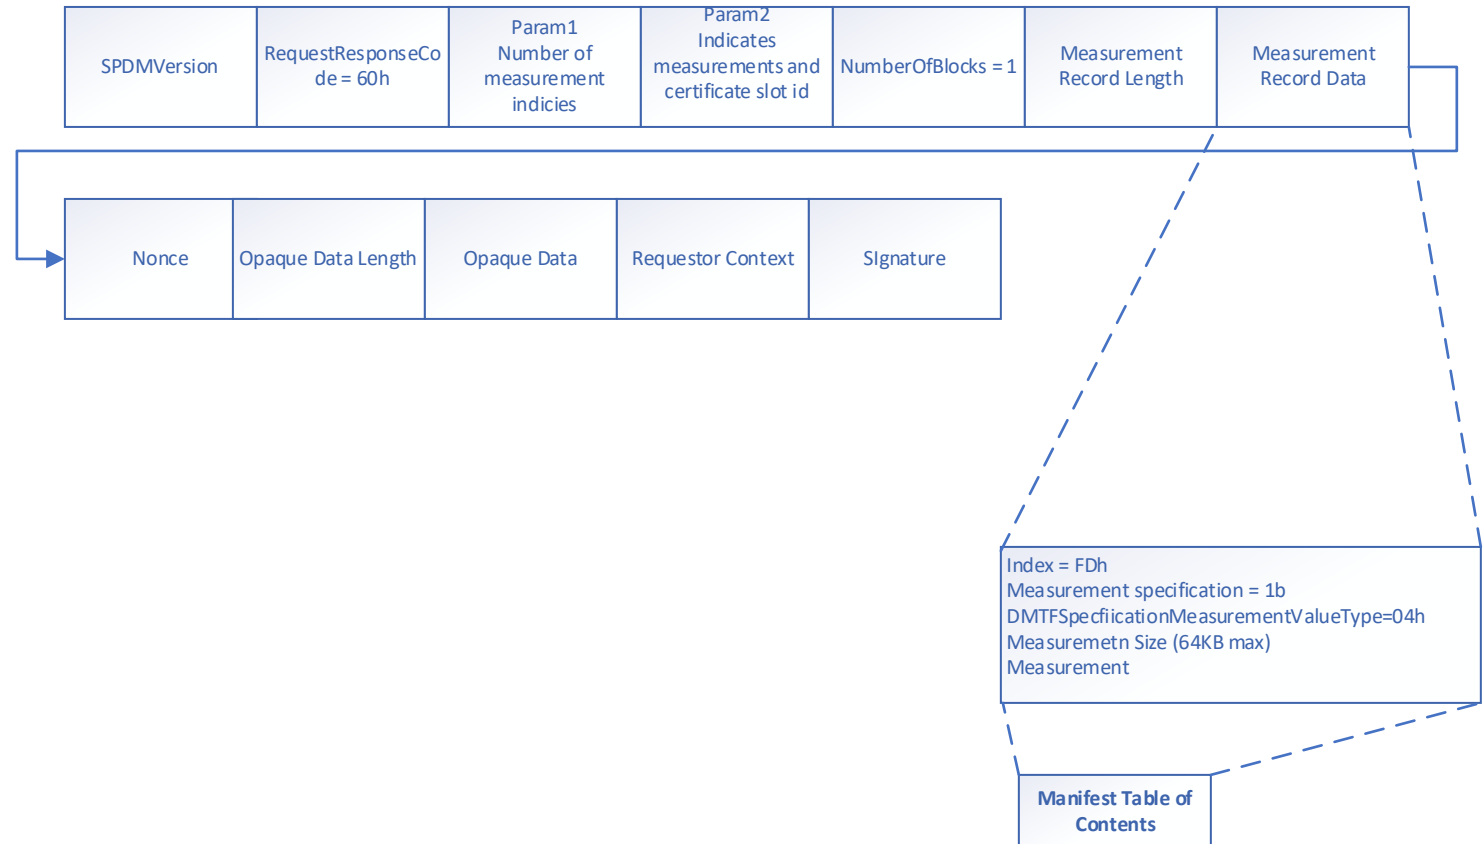 SPDMVersion
RequestResponseCo
de = 60h
Param1
Number of
measurement
indicies
Param2
Indicates
measurements and
certificate slot id
NumberOfBlocks = 1
Measurement
Record Length
Measurement
Record Data
Nonce
Opaque Data Length
Opaque Data
Requestor Context
SIgnature
Index = FDh
Measurement specification = 1b
DMTFSpecfiicationMeasurementValueType=04h
Measuremetn Size (64KB max)
Measurement
Manifest Table of
Contents